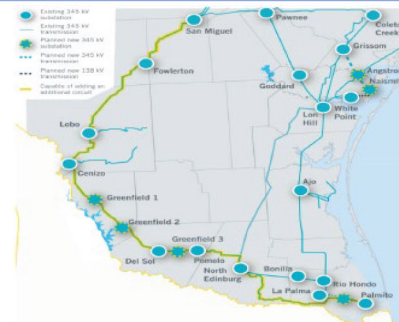 Existing 345 kV
substation
Existing 345 kV
transmission
Planned new 345 kV
substation
Planned new 345 kV
transmission
Planned new 138 kV
transmission
Capable of adding an
additional circuit
San Miguel
Pawnee
Coleto
Creek
Grissom
Fowlerton
Goddard
Angstrom
Naismith
White
Point
Lon
Hill
Lobo
Cenizo
Ajo
Greenfield 1
Greenfield 2
Greenfield 3
Del Sol
Pomelo
North
Edinburg
Bonilla
Rio Hondo
La Palma
Palmito